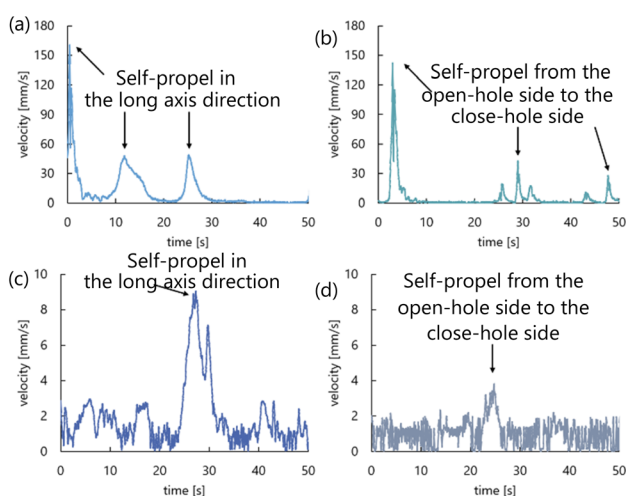 (a)
180
150
120
90
60
30
0
velocity [mm/s]
Self-propel in
the long axis direction
0 10 20 30 40 50
time [s]
(b)
180
150
120
90
60
30
0
velocity [mm/s]
Self-propel from the
open-hole side to the
close-hole side
0 10 20 30 40 50
time [s]
(c)
10
8
6
4
2
0
velocity [mm/s]
Self-propel in
the long axis direction
0 10 20 30 40 50
time [s]
(d)
10
8
6
4
2
0
velocity [mm/s]
Self-propel from the
open-hole side to the
close-hole side
0 10 20 30 40 50
time [s]